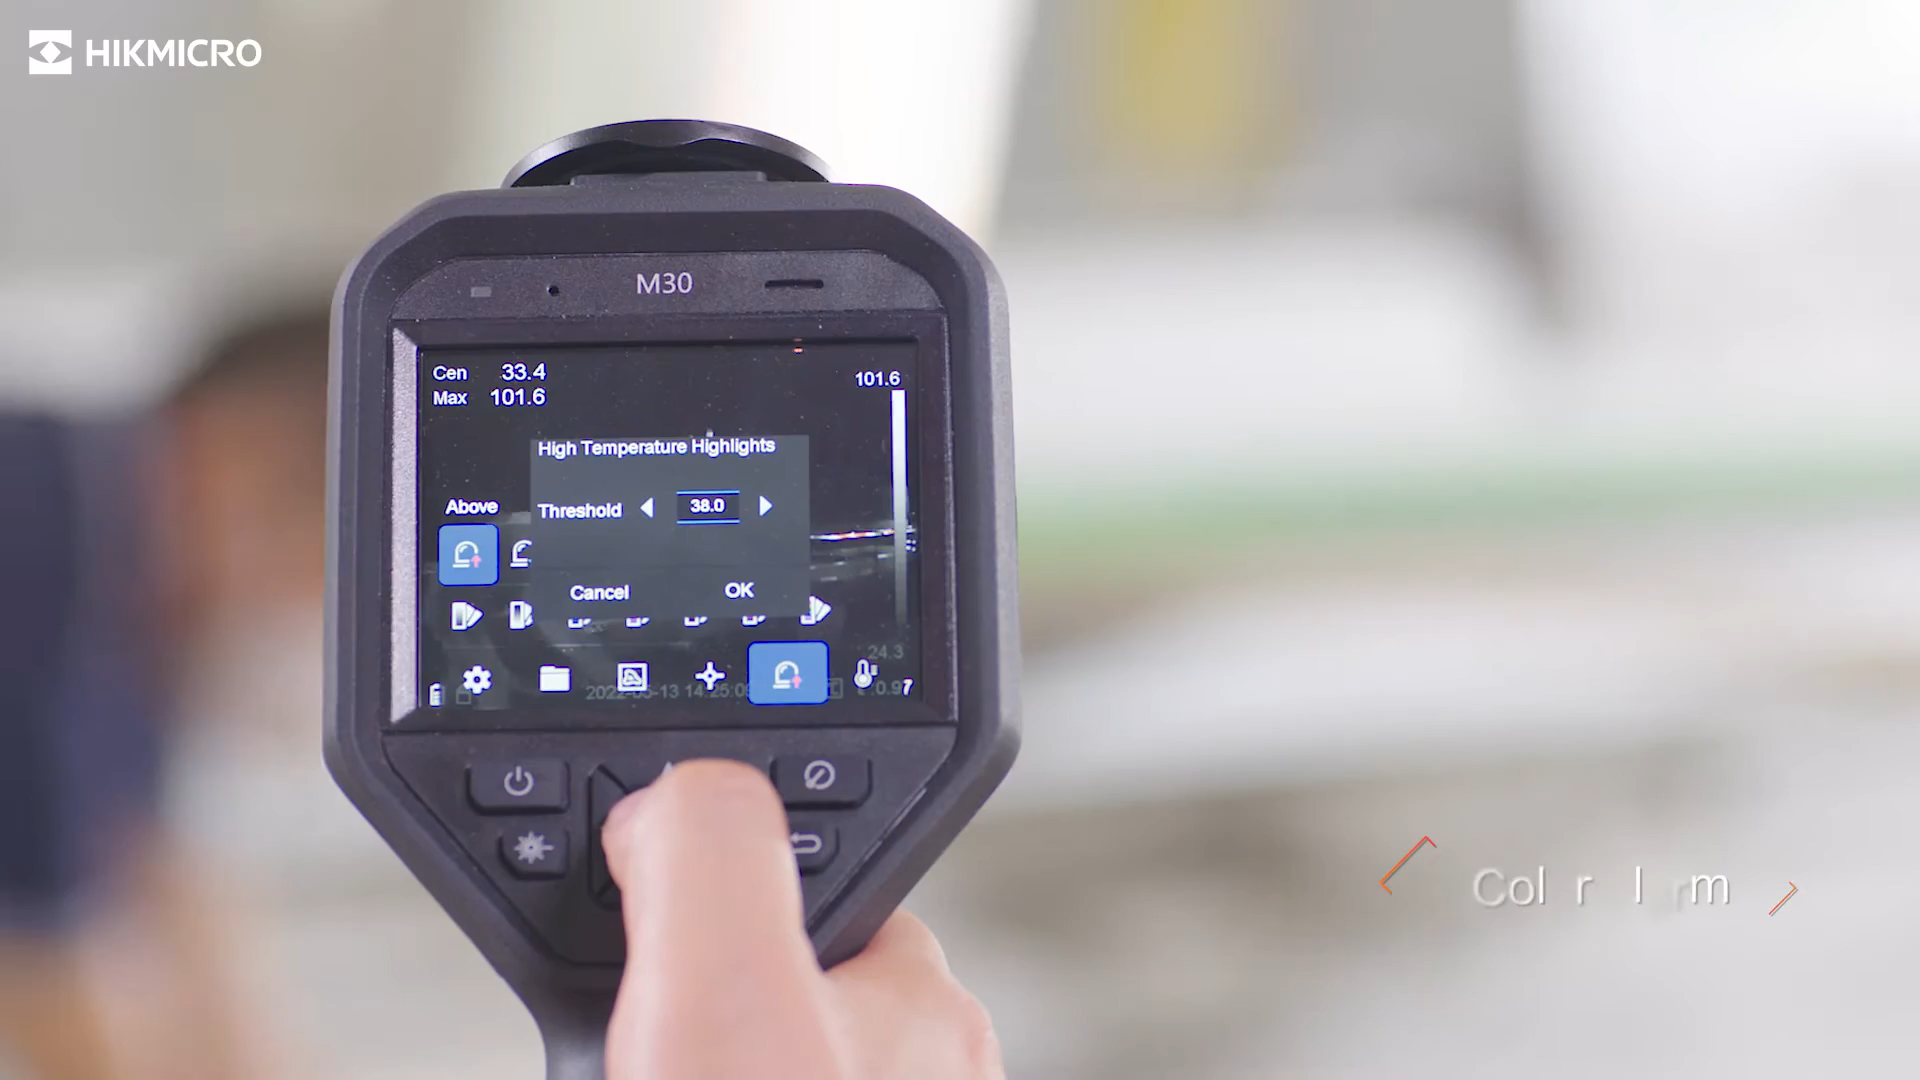 HIKMICRO
M30
Cen 33.4
Max 101.6
101.6
High Temperature Highlights
Above
Threshold 38.0
Cancel OK
24.3
7